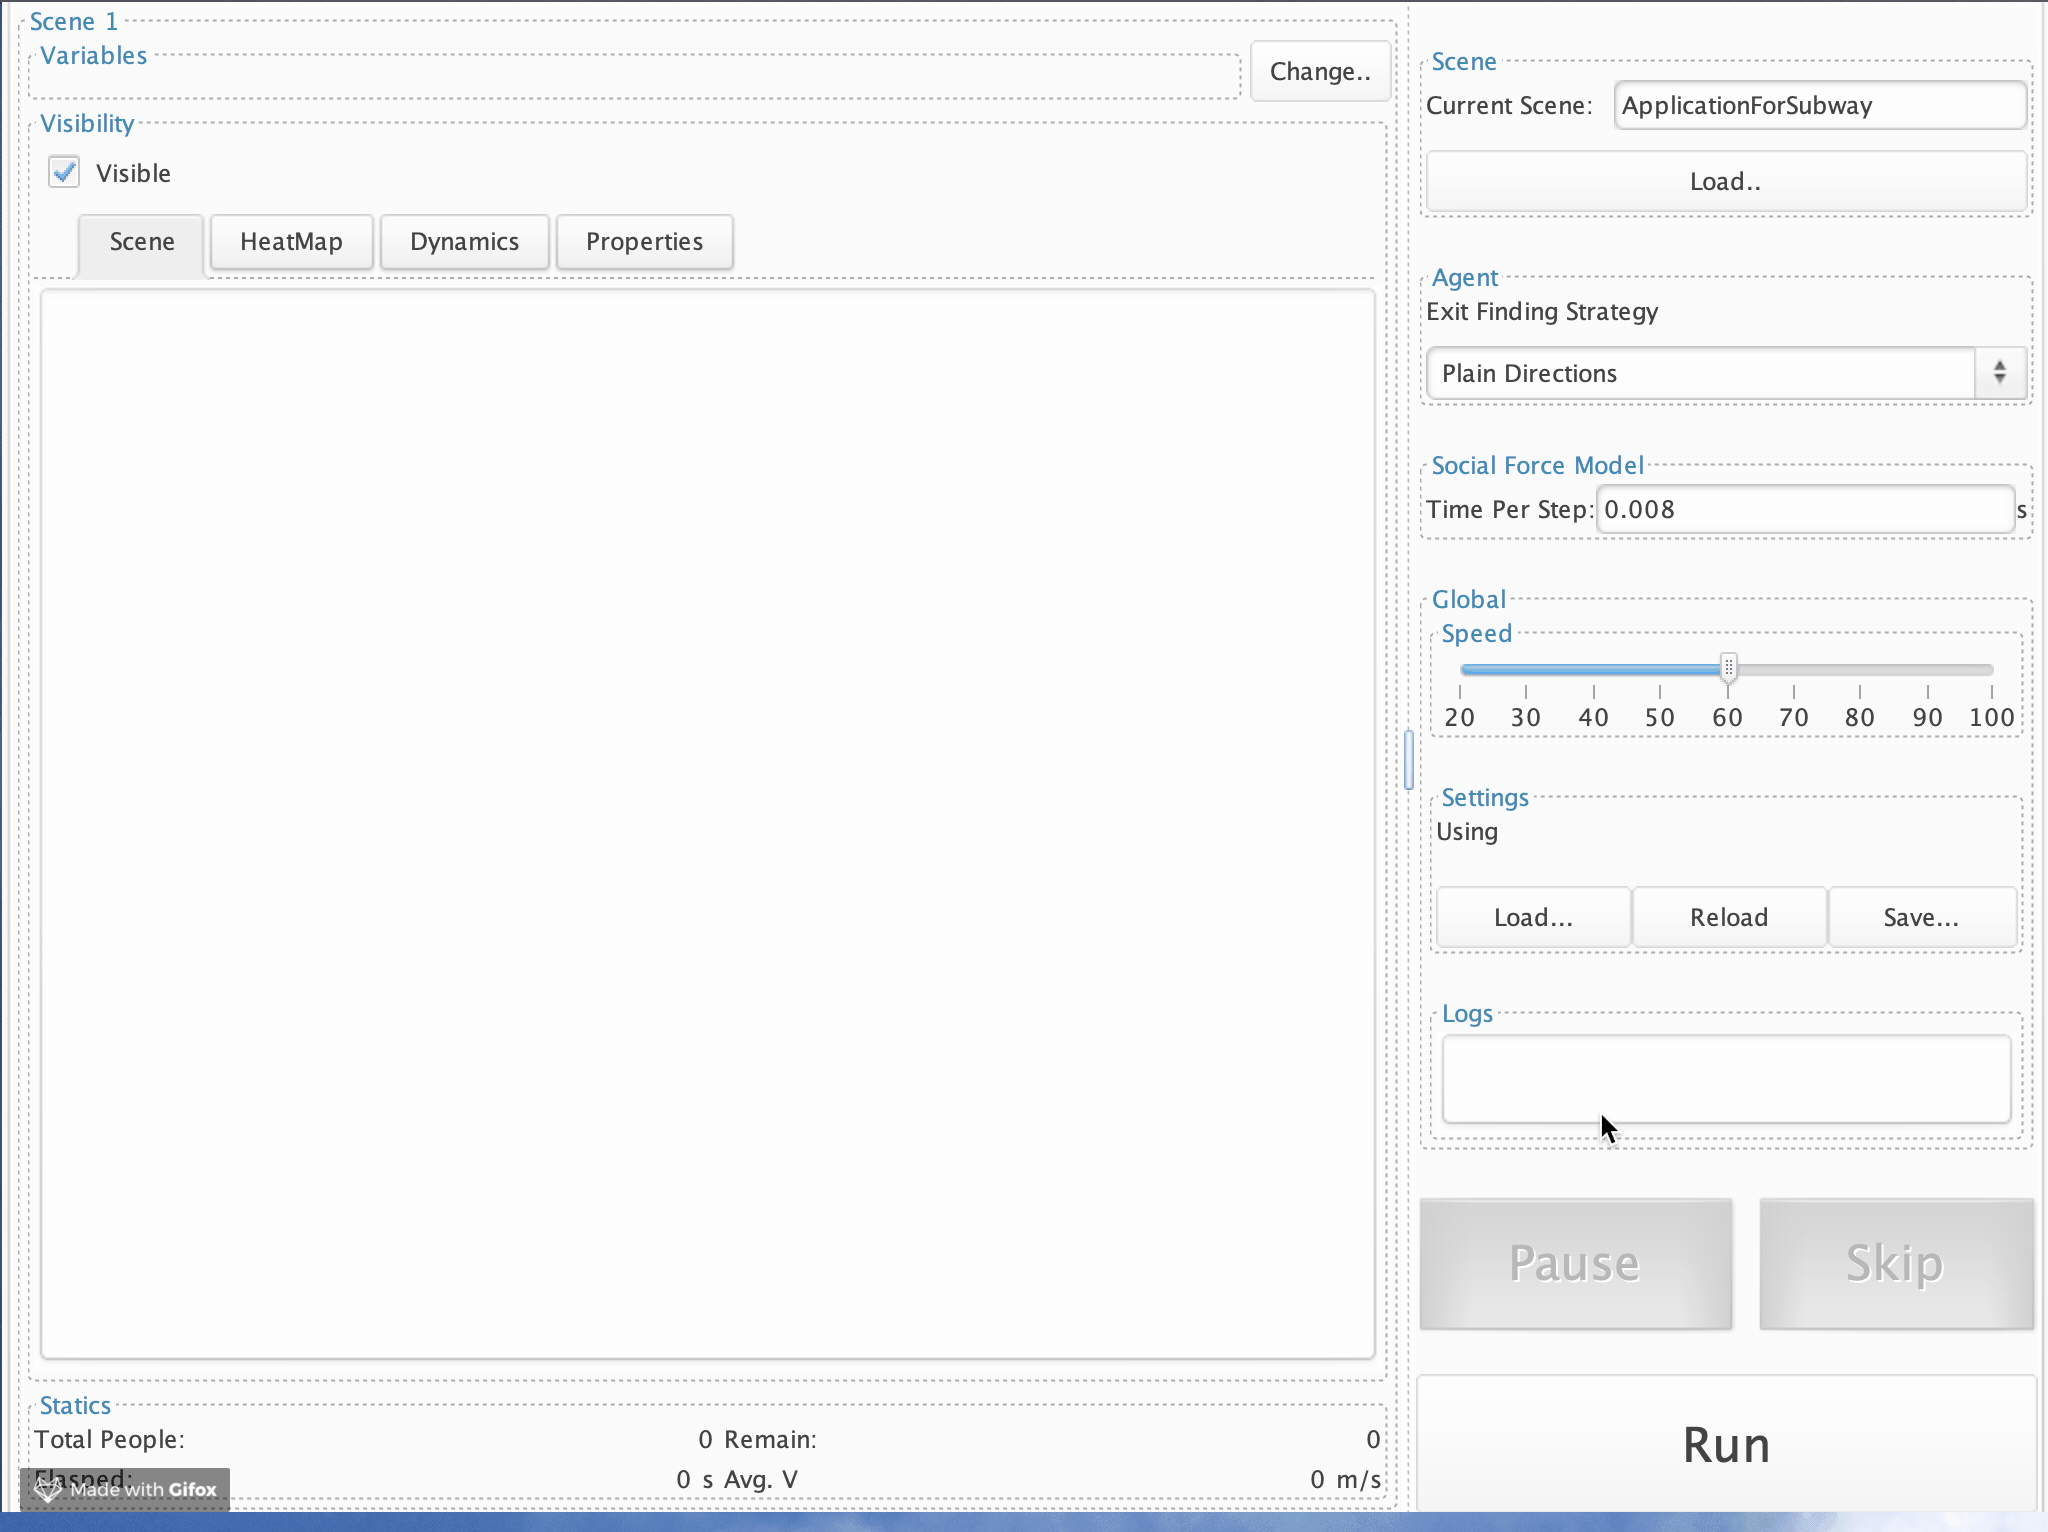 Scene 1
Variables
Change..
Visibility
Visible
Scene HeatMap Dynamics Properties
Statics
Total People: 0 Remain: 0
Elasped: 0 s Avg. V 0 m/s
Made with Gifox
Scene
Current Scene: ApplicationForSubway
Load..
Agent
Exit Finding Strategy
Plain Directions
Social Force Model
Time Per Step: 0.008 s
Global
Speed
20 30 40 50 60 70 80 90 100
Settings
Using
Load... Reload Save...
Logs
Pause Skip
Run